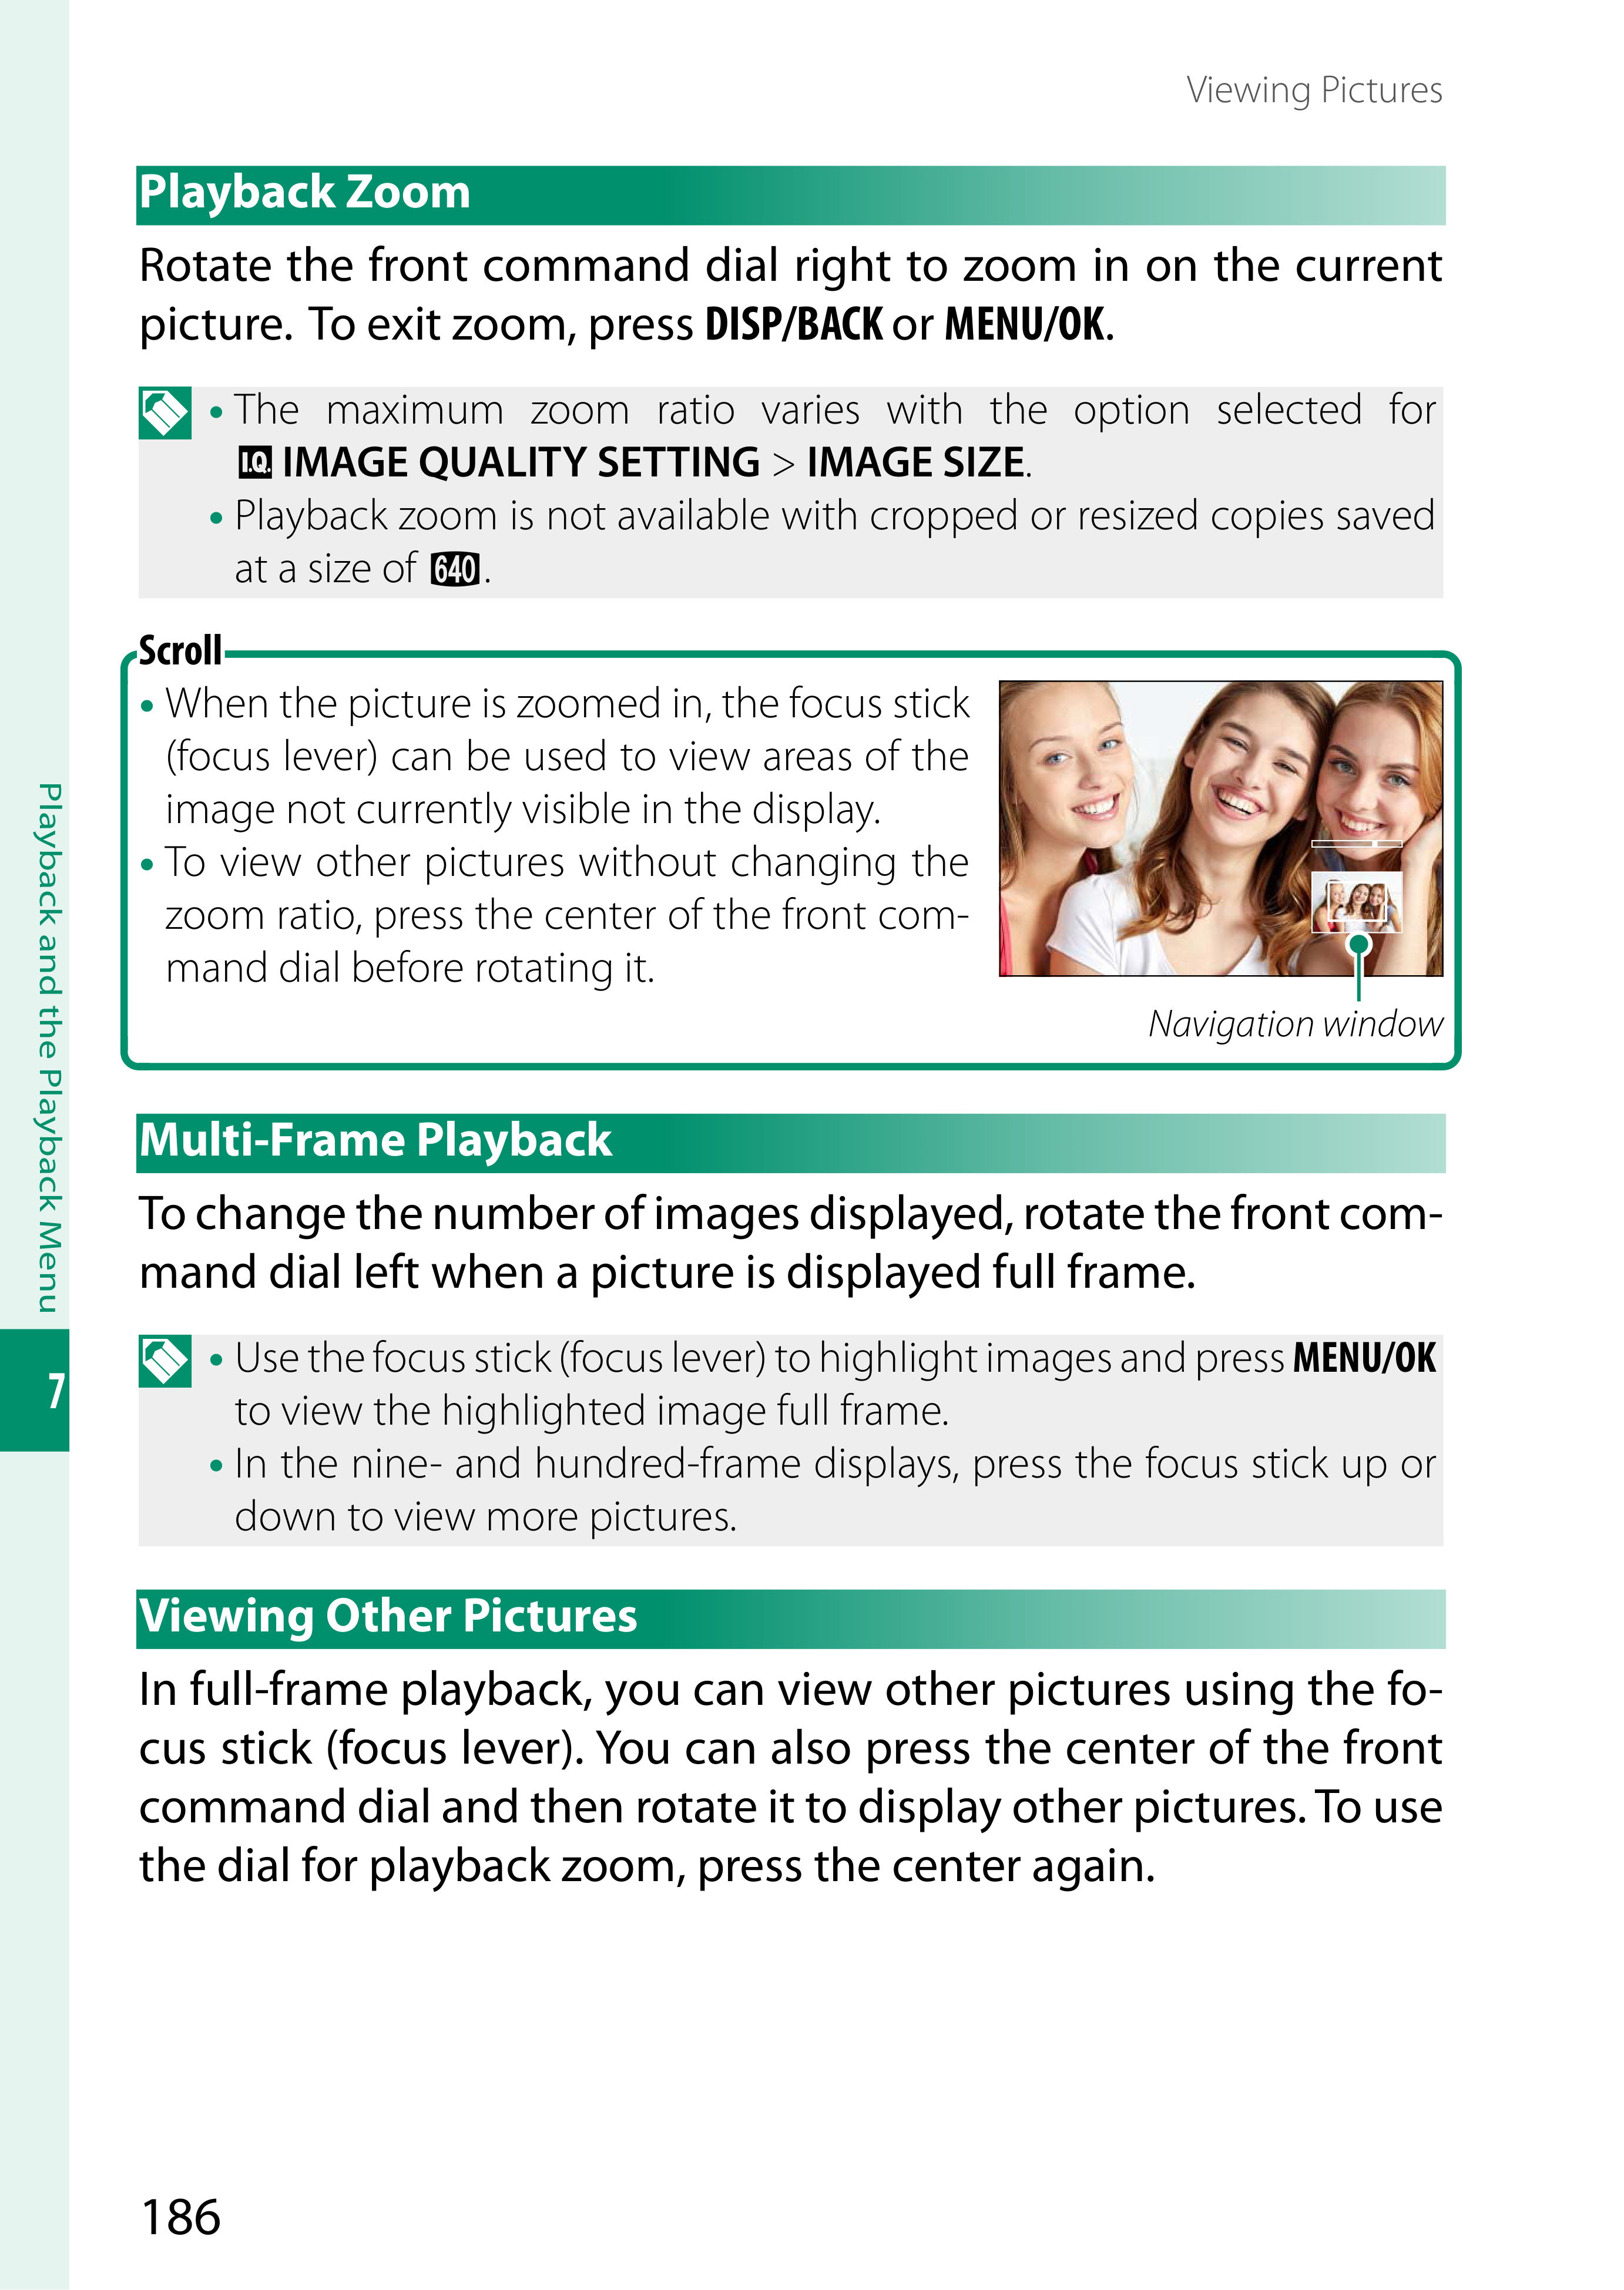 Viewing Pictures
Playback Zoom
Rotate the front command dial right to zoom in on the current
picture. To exit zoom, press DISP/BACK or MENU/OK.
• The maximum zoom ratio varies with the option selected for
I.Q. IMAGE QUALITY SETTING > IMAGE SIZE.
• Playback zoom is not available with cropped or resized copies saved
at a size of 640.
Scroll
• When the picture is zoomed in, the focus stick
(focus lever) can be used to view areas of the
image not currently visible in the display.
• To view other pictures without changing the
zoom ratio, press the center of the front com-
mand dial before rotating it.
Navigation window
Multi-Frame Playback
To change the number of images displayed, rotate the front com-
mand dial left when a picture is displayed full frame.
• Use the focus stick (focus lever) to highlight images and press MENU/OK
to view the highlighted image full frame.
• In the nine- and hundred-frame displays, press the focus stick up or
down to view more pictures.
Viewing Other Pictures
In full-frame playback, you can view other pictures using the fo-
cus stick (focus lever). You can also press the center of the front
command dial and then rotate it to display other pictures. To use
the dial for playback zoom, press the center again.
Playback and the Playback Menu
7
186